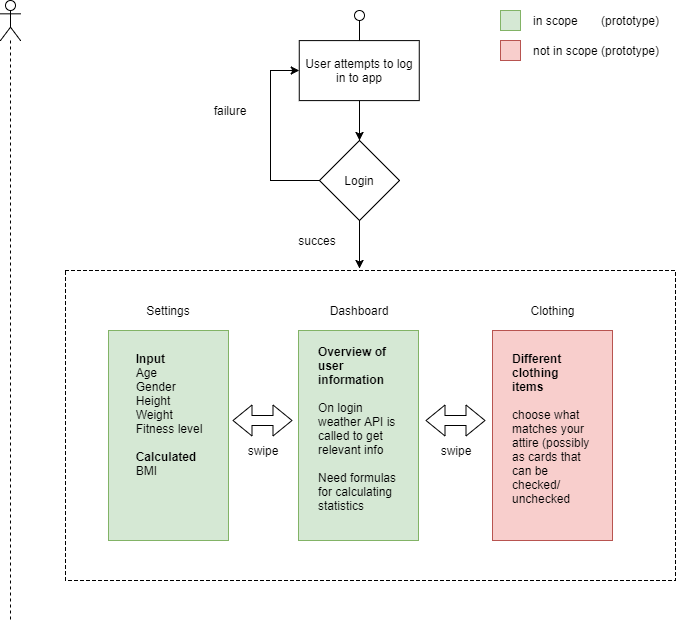 in scope (prototype)
not in scope (prototype)
User attempts to log
in to app
failure
Login
succes
Settings
Input
Age
Gender
Height
Weight
Fitness level
Calculated
BMI
swipe
Dashboard
Overview of
user
information
On login
weather API is
called to get
relevant info
Need formulas
for calculating
statistics
swipe
Clothing
Different
clothing
items
choose what
matches your
attire (possibly
as cards that
can be
checked/
unchecked